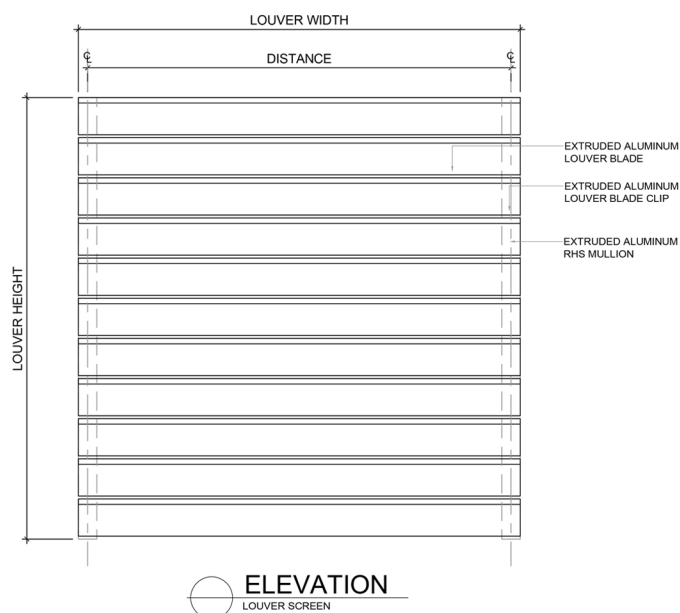 LOUVER WIDTH
℄ DISTANCE ℄
EXTRUDED ALUMINUM
LOUVER BLADE
EXTRUDED ALUMINUM
LOUVER BLADE CLIP
EXTRUDED ALUMINUM
RHS MULLION
LOUVER HEIGHT
ELEVATION
LOUVER SCREEN